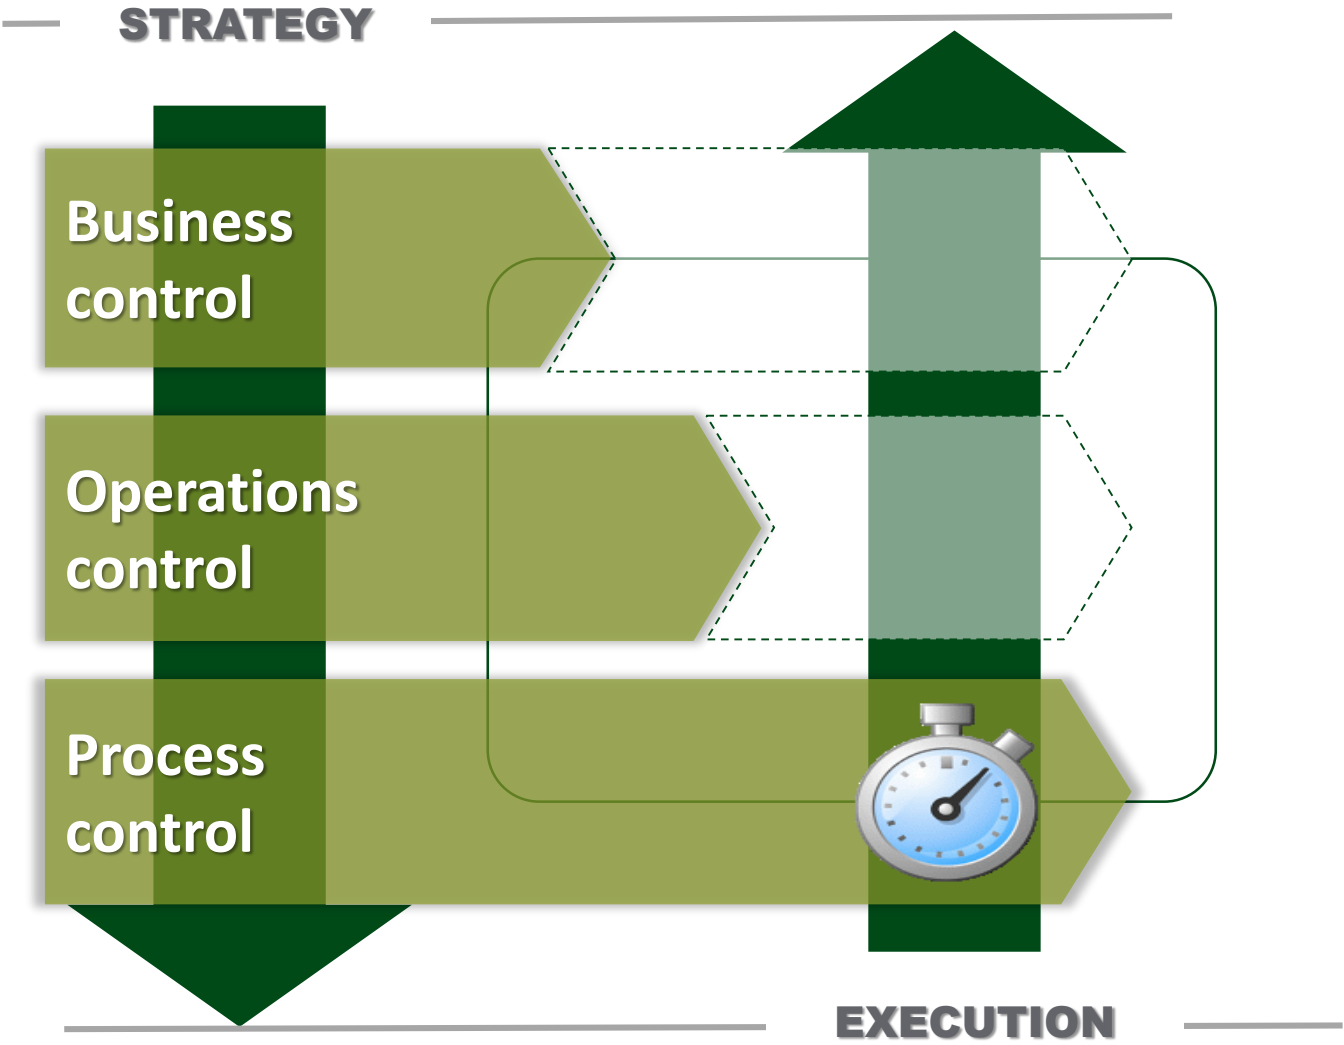 STRATEGY
Business
control
Operations
control
Process
control
EXECUTION